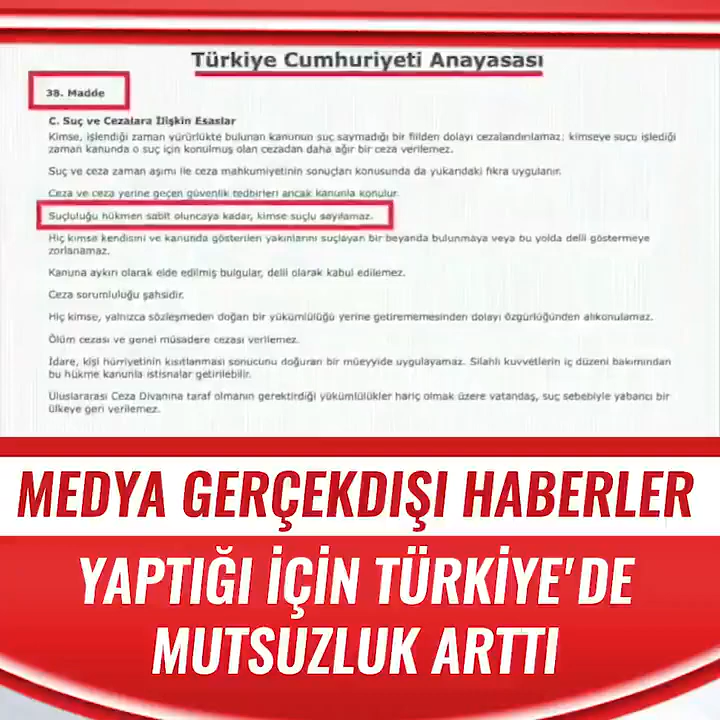 Türkiye Cumhuriyeti Anayasası
38. Madde
C. Suç ve Cezalara İlişkin Esaslar
Kimse, işlendiği zaman yürürlükte bulunan kanunun suç saymadığı bir fiilden dolayı cezalandırılamaz; kimseye suçu işlediği
zaman kanunda o suç için konulmuş olan cezadan daha ağır bir ceza verilemez.
Suç ve ceza zaman aşımı ile ceza mahkumiyetinin sonuçları konusunda da yukarıdaki fıkra uygulanır.
Ceza ve ceza yerine geçen güvenlik tedbirleri ancak kanunla konulur.
Suçluluğu hükmen sabit oluncaya kadar, kimse suçlu sayılamaz.
Hiç kimse kendisini ve kanunda gösterilen yakınlarını suçlayan bir beyanda bulunmaya veya bu yolda delil göstermeye
zorlanamaz.
Kanuna aykırı olarak elde edilmiş bulgular, delil olarak kabul edilemez.
Ceza sorumluluğu şahsidir.
Hiç kimse, yalnızca sözleşmeden doğan bir yükümlülüğü yerine getirememesinden dolayı özgürlüğünden alıkonulamaz.
Ölüm cezası ve genel müsadere cezası verilemez.
İdare, kişi hürriyetinin kısıtlanması sonucunu doğuran bir müeyyide uygulayamaz. Silahlı kuvvetlerin iç düzeni bakımından
bu hükme kanunla istisnalar getirilebilir.
Uluslararası Ceza Divanına taraf olmanın gerektirdiği yükümlülükler hariç olmak üzere vatandaş, suç sebebiyle yabancı bir
ülkeye geri verilemez.
MEDYA GERÇEKDIŞI HABERLER
YAPTIĞI İÇİN TÜRKİYE'DE
MUTSUZLUK ARTTI